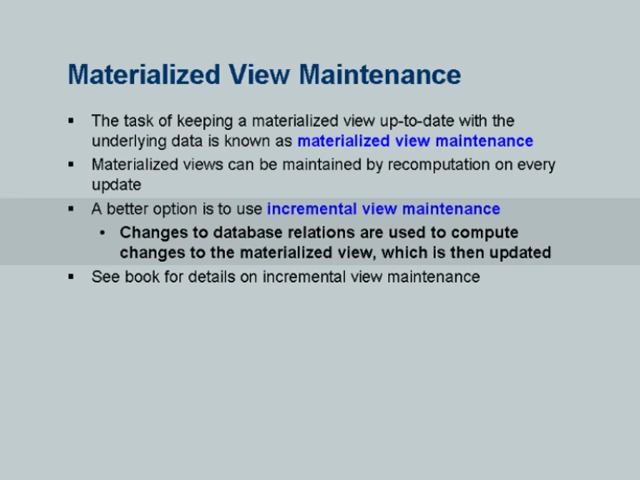 Materialized View Maintenance
▪ The task of keeping a materialized view up-to-date with the
underlying data is known as materialized view maintenance
▪ Materialized views can be maintained by recomputation on every
update
▪ A better option is to use incremental view maintenance
• Changes to database relations are used to compute
changes to the materialized view, which is then updated
▪ See book for details on incremental view maintenance